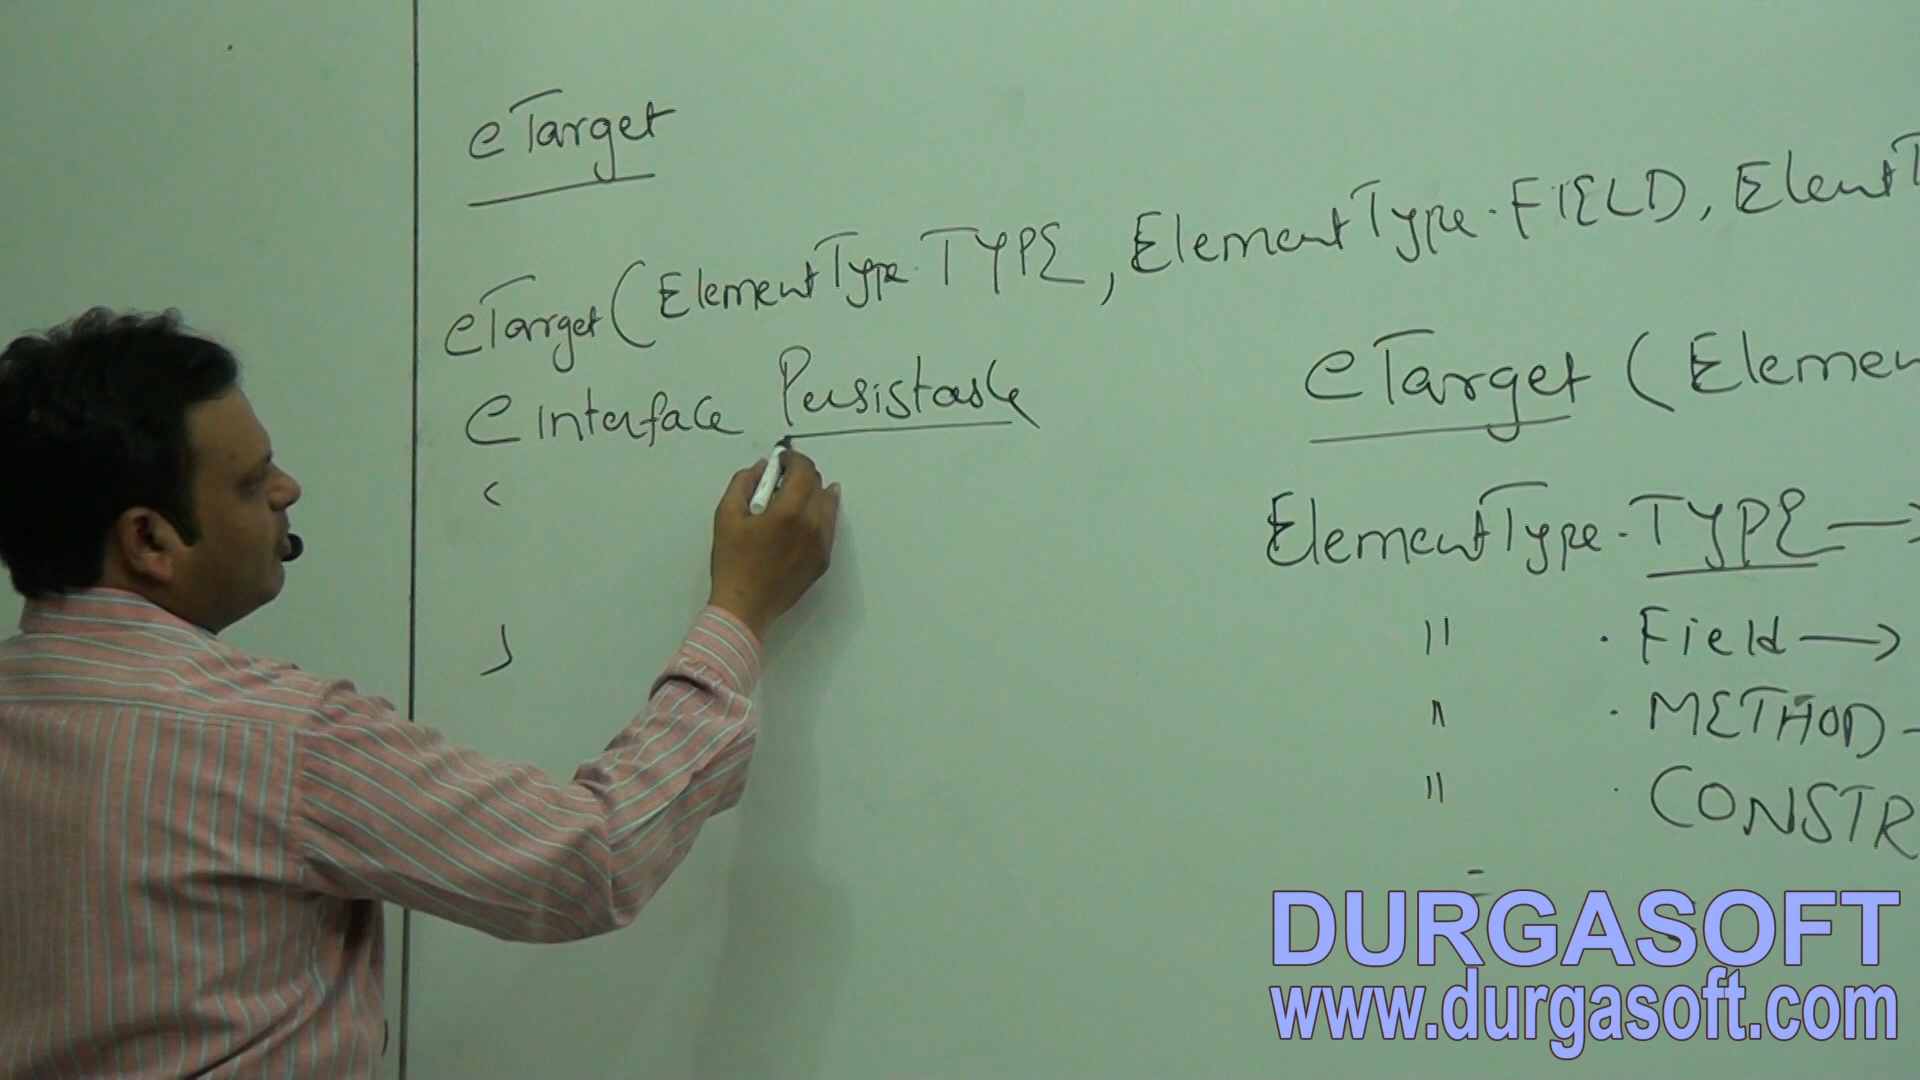 @Target
@Target(ElementType.TYPE, ElementType.FIELD, ElentT
@interface Persistable
{
}
@Target (Elemen
ElementType.TYPE →
" . Field →
" . METHOD -
" . CONSTR
DURGASOFT
www.durgasoft.com